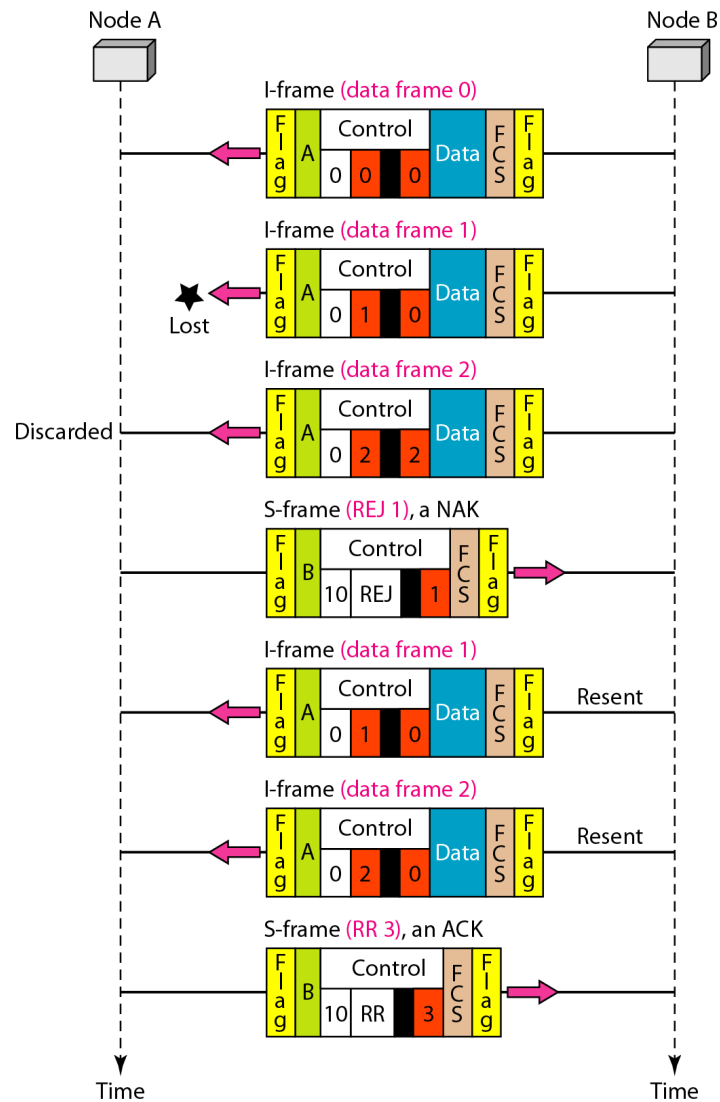 Node A Node B
I-frame (data frame 0)
Flag A Control Data FCS Flag
0 0 0
I-frame (data frame 1)
Flag A Control Data FCS Flag
0 1 0
Lost
I-frame (data frame 2)
Discarded Flag A Control Data FCS Flag
0 2 2
S-frame (REJ 1), a NAK
Flag B Control FCS Flag
10 REJ 1
I-frame (data frame 1)
Flag A Control Data FCS Flag Resent
0 1 0
I-frame (data frame 2)
Flag A Control Data FCS Flag Resent
0 2 0
S-frame (RR 3), an ACK
Flag B Control FCS Flag
10 RR 3
Time Time